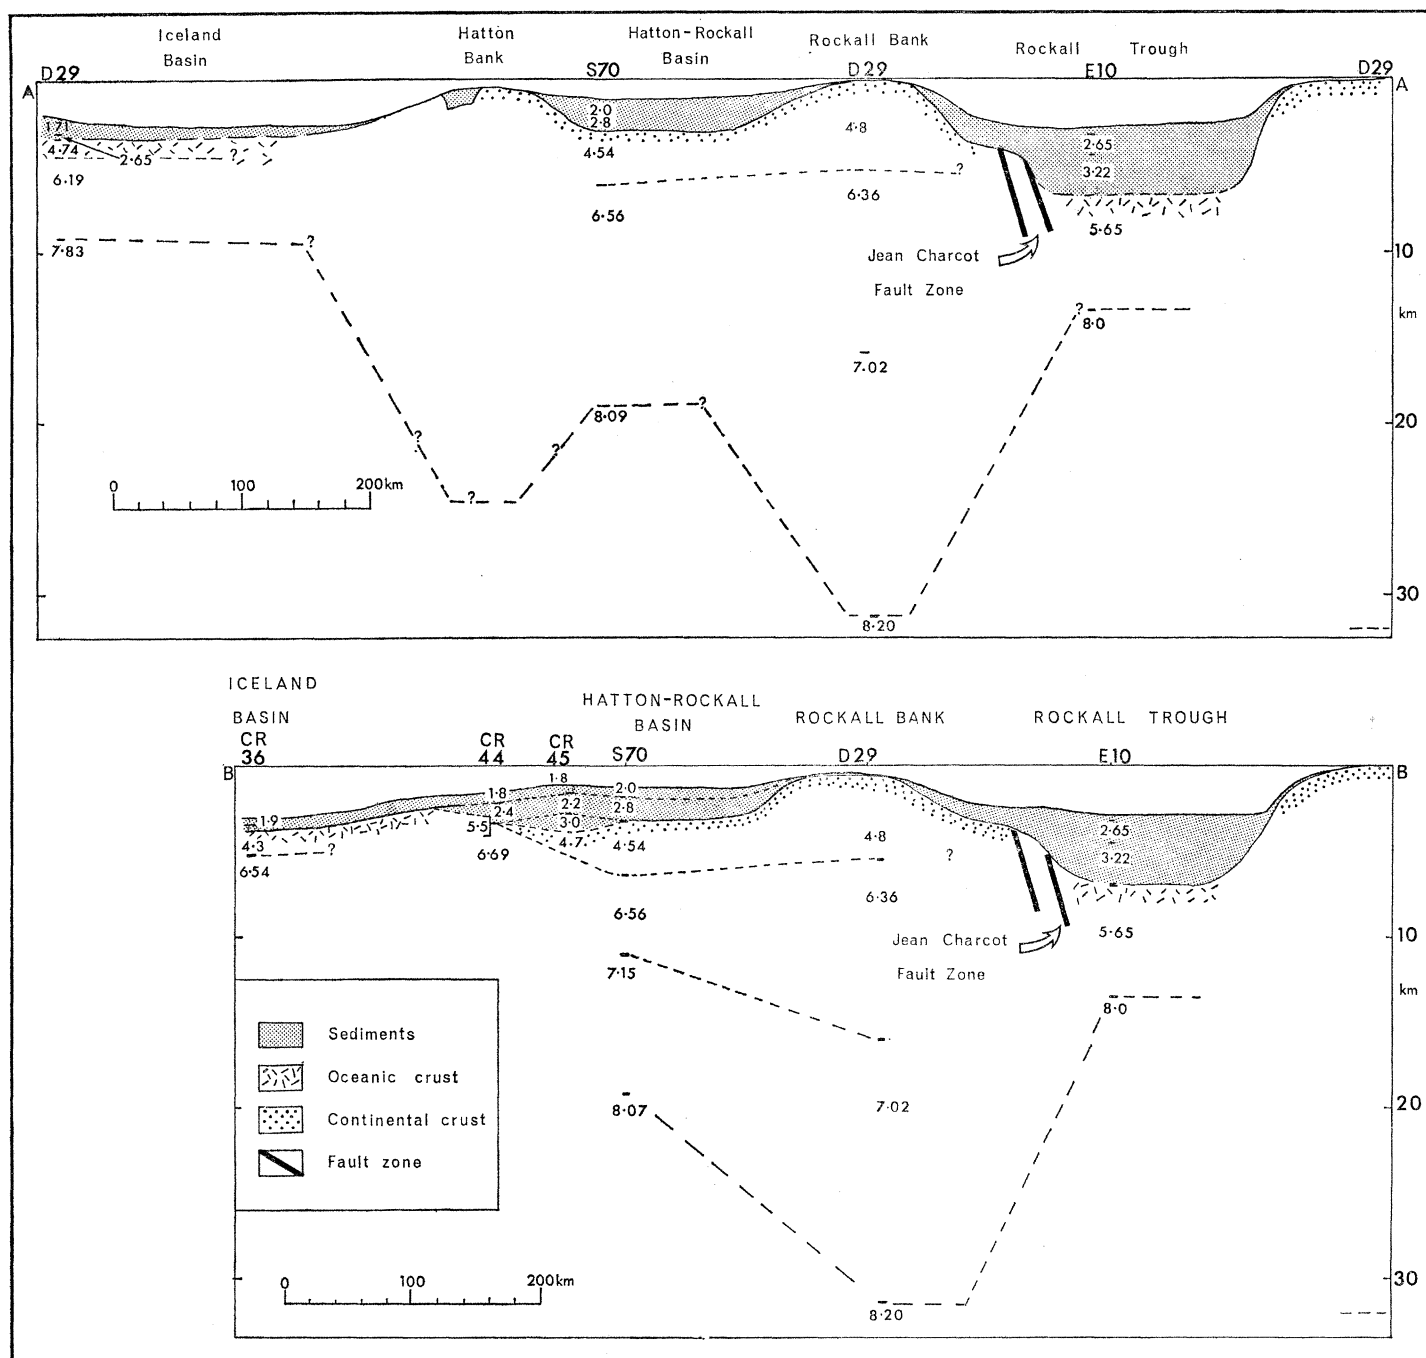 Iceland
Basin
Hatton
Bank
Hatton-Rockall
Basin
Rockall Bank
Rockall Trough
D29
S70
D29
E10
D29
A
A
1.71
4.74
2.65
?
6.19
7.83
?
2.0
2.8
4.54
6.56
4.8
6.36
?
2.65
3.22
5.65
Jean Charcot
Fault Zone
10
km
?
8.0
7.02
?
?
?
8.09
?
20
0 100 200km
30
8.20
ICELAND
BASIN
CR
36
CR
44
CR
45
HATTON-ROCKALL
BASIN
S70
ROCKALL BANK
D29
ROCKALL TROUGH
E10
B
B
1.9
4.3
6.54
?
1.8
2.4
5.5
6.69
1.8
2.2
3.0
4.7
2.0
2.8
4.54
6.56
7.15
8.07
4.8
?
6.36
7.02
8.20
2.65
3.22
5.65
Jean Charcot
Fault Zone
8.0
10
km
20
30
Sediments
Oceanic crust
Continental crust
Fault zone
0 100 200km